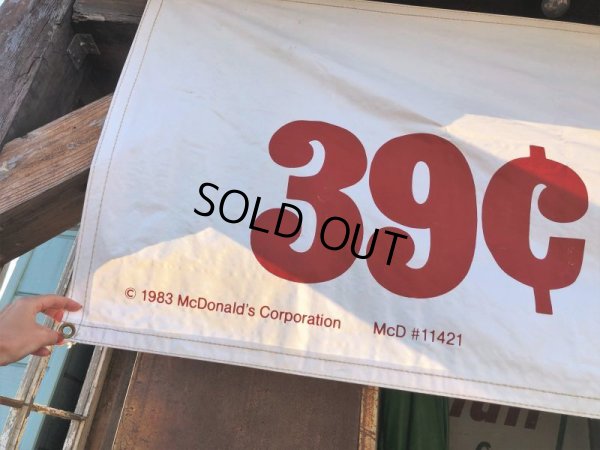 39¢
SOLD OUT
© 1983 McDonald's Corporation McD #11421